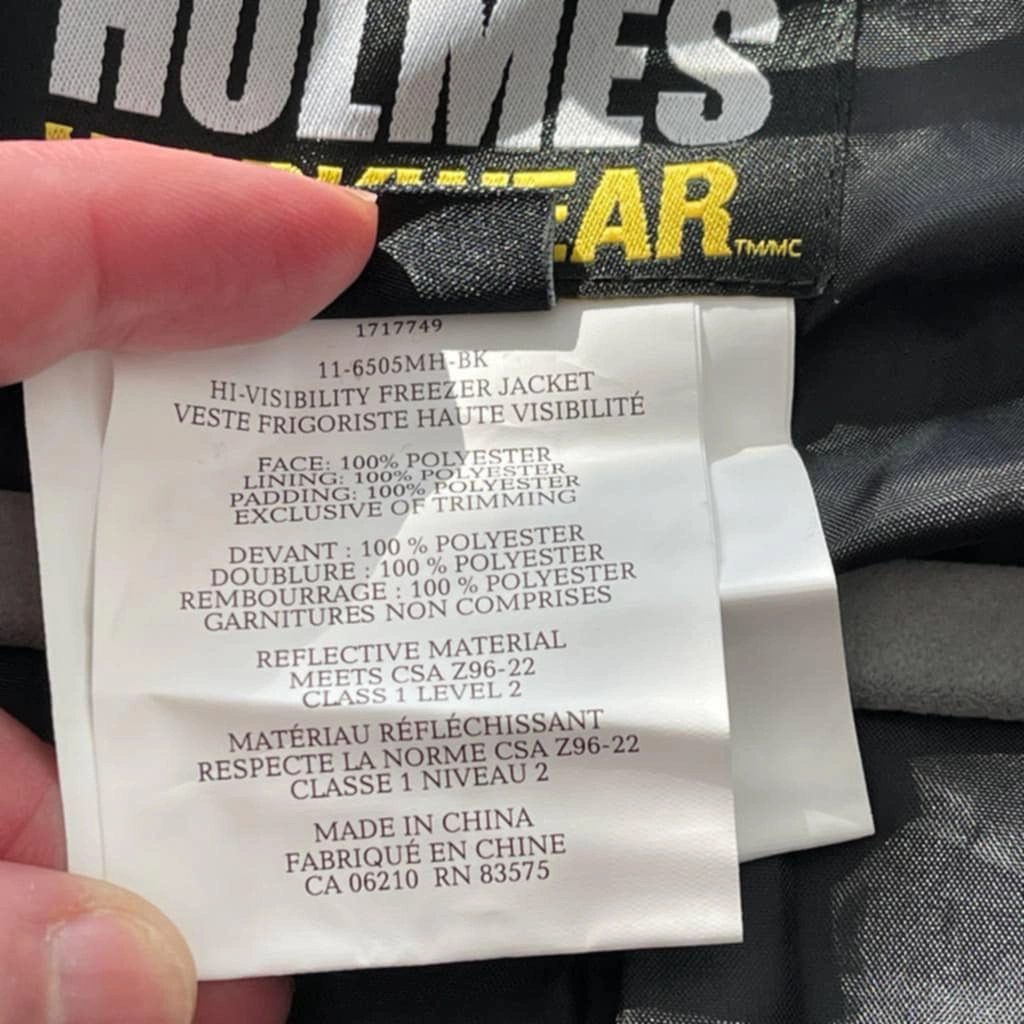 HOLMES
WEAR TM/MC
1717749
11-6505MH-BK
HI-VISIBILITY FREEZER JACKET
VESTE FRIGORISTE HAUTE VISIBILITÉ
FACE: 100% POLYESTER
LINING: 100% POLYESTER
PADDING: 100% POLYESTER
EXCLUSIVE OF TRIMMING
DEVANT : 100 % POLYESTER
DOUBLURE : 100 % POLYESTER
REMBOURRAGE : 100 % POLYESTER
GARNITURES NON COMPRISES
REFLECTIVE MATERIAL
MEETS CSA Z96-22
CLASS 1 LEVEL 2
MATÉRIAU RÉFLÉCHISSANT
RESPECTE LA NORME CSA Z96-22
CLASSE 1 NIVEAU 2
MADE IN CHINA
FABRIQUÉ EN CHINE
CA 06210 RN 83575